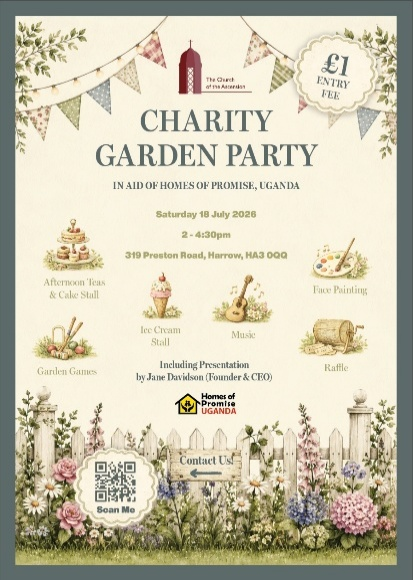 The Church
of the Ascension
£1
ENTRY
FEE
CHARITY
GARDEN PARTY
IN AID OF HOMES OF PROMISE, UGANDA
Saturday 18 July 2026
2 - 4:30pm
319 Preston Road, Harrow, HA3 0QQ
Afternoon Teas
& Cake Stall
Ice Cream
Stall
Music
Face Painting
Garden Games
Raffle
Including Presentation
by Jane Davidson (Founder & CEO)
Homes of
Promise
UGANDA
Contact Us!
Scan Me